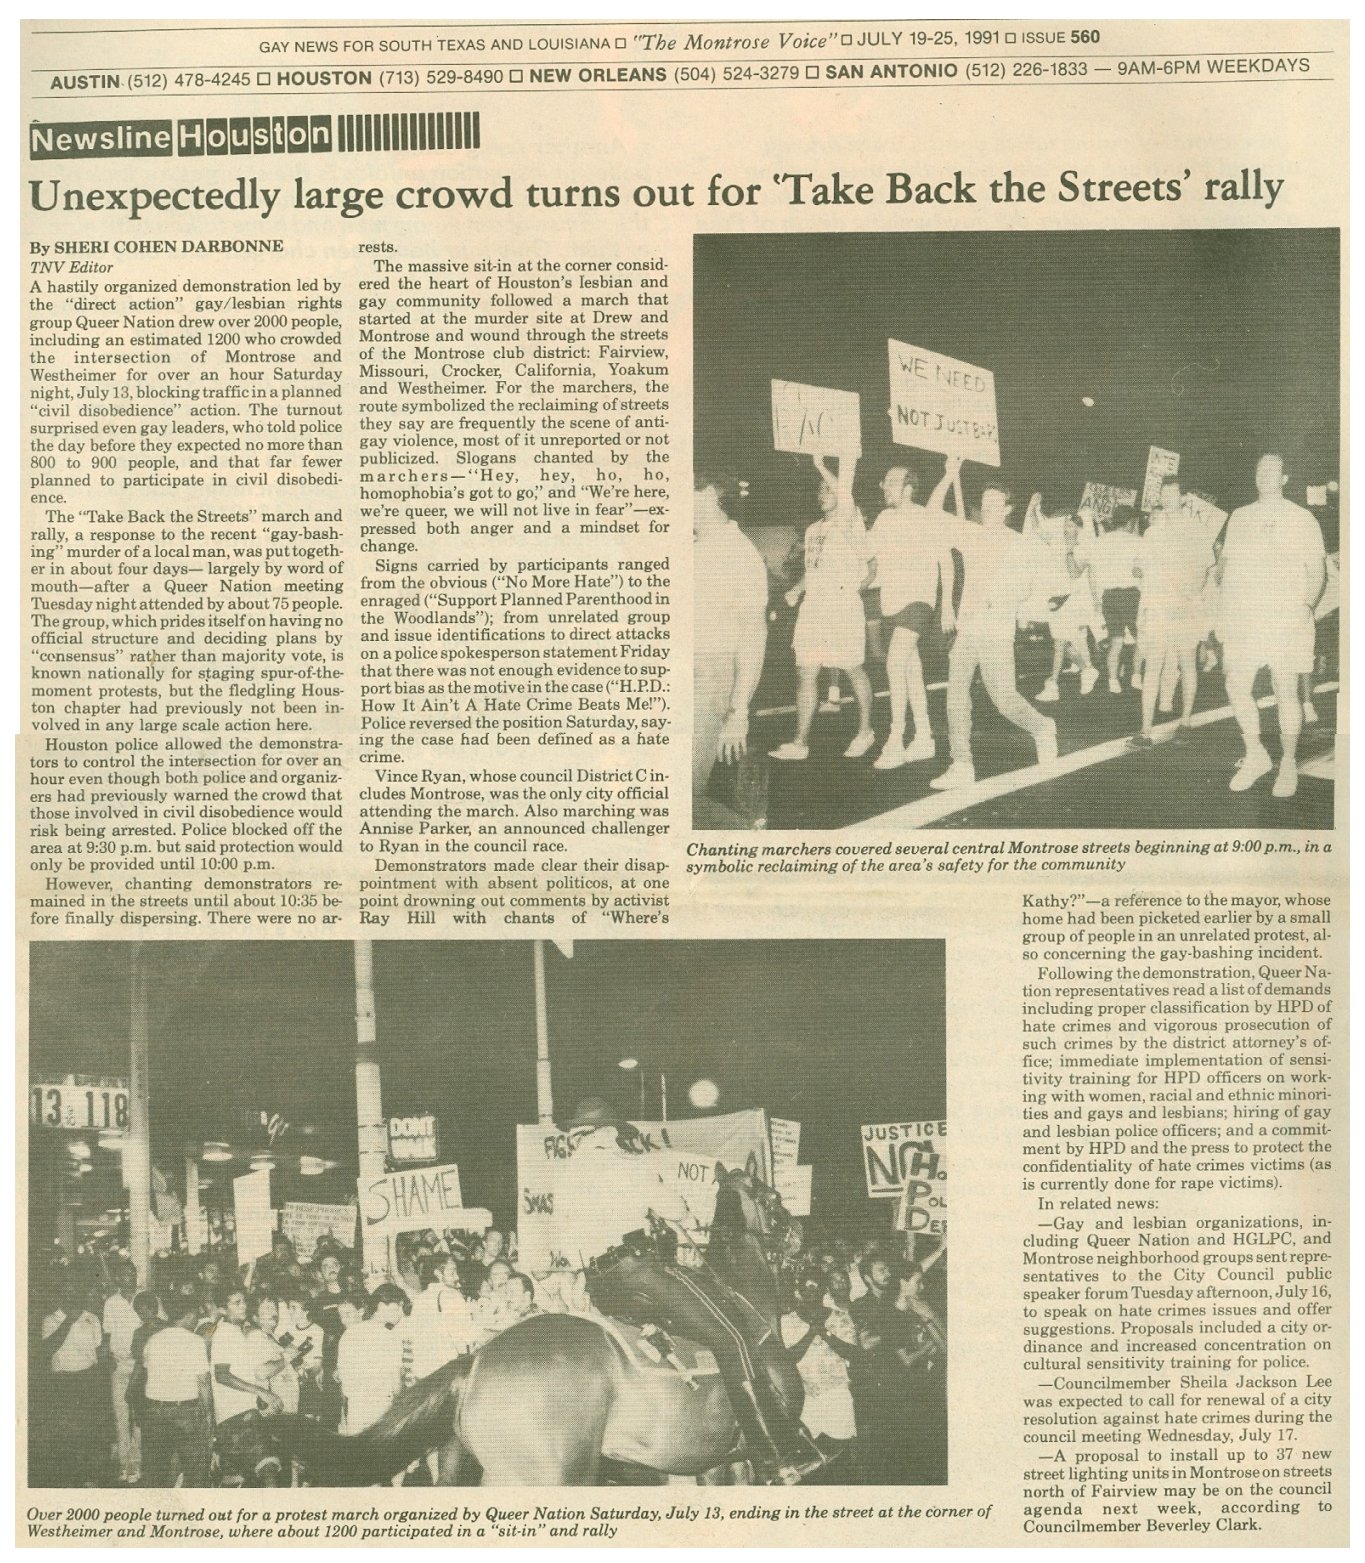 GAY NEWS FOR SOUTH TEXAS AND LOUISIANA □ "The Montrose Voice" □ JULY 19-25, 1991 □ ISSUE 560
AUSTIN (512) 478-4245 □ HOUSTON (713) 529-8490 □ NEW ORLEANS (504) 524-3279 □ SAN ANTONIO (512) 226-1833 — 9AM-6PM WEEKDAYS
Newsline Houston
Unexpectedly large crowd turns out for 'Take Back the Streets' rally
By SHERI COHEN DARBONNE
TNV Editor
A hastily organized demonstration led by
the "direct action" gay/lesbian rights
group Queer Nation drew over 2000 people,
including an estimated 1200 who crowded
the intersection of Montrose and
Westheimer for over an hour Saturday
night, July 13, blocking traffic in a planned
"civil disobedience" action. The turnout
surprised even gay leaders, who told police
the day before they expected no more than
800 to 900 people, and that far fewer
planned to participate in civil disobedi-
ence.
The "Take Back the Streets" march and
rally, a response to the recent "gay-bash-
ing" murder of a local man, was put togeth-
er in about four days— largely by word of
mouth—after a Queer Nation meeting
Tuesday night attended by about 75 people.
The group, which prides itself on having no
official structure and deciding plans by
"consensus" rather than majority vote, is
known nationally for staging spur-of-the-
moment protests, but the fledgling Hous-
ton chapter had previously not been in-
volved in any large scale action here.
Houston police allowed the demonstra-
tors to control the intersection for over an
hour even though both police and organiz-
ers had previously warned the crowd that
those involved in civil disobedience would
risk being arrested. Police blocked off the
area at 9:30 p.m. but said protection would
only be provided until 10:00 p.m.
However, chanting demonstrators re-
mained in the streets until about 10:35 be-
fore finally dispersing. There were no ar-
rests.
The massive sit-in at the corner consid-
ered the heart of Houston's lesbian and
gay community followed a march that
started at the murder site at Drew and
Montrose and wound through the streets
of the Montrose club district: Fairview,
Missouri, Crocker, California, Yoakum
and Westheimer. For the marchers, the
route symbolized the reclaiming of streets
they say are frequently the scene of anti-
gay violence, most of it unreported or not
publicized. Slogans chanted by the
marchers—"Hey, hey, ho, ho,
homophobia's got to go," and "We're here,
we're queer, we will not live in fear"—ex-
pressed both anger and a mindset for
change.
Signs carried by participants ranged
from the obvious ("No More Hate") to the
enraged ("Support Planned Parenthood in
the Woodlands"); from unrelated group
and issue identifications to direct attacks
on a police spokesperson statement Friday
that there was not enough evidence to sup-
port bias as the motive in the case ("H.P.D.:
How It Ain't A Hate Crime Beats Me!").
Police reversed the position Saturday, say-
ing the case had been defined as a hate
crime.
Vince Ryan, whose council District C in-
cludes Montrose, was the only city official
attending the march. Also marching was
Annise Parker, an announced challenger
to Ryan in the council race.
Demonstrators made clear their disap-
pointment with absent politicos, at one
point drowning out comments by activist
Ray Hill with chants of "Where's
WE NEED
NOT JUST BARS
Chanting marchers covered several central Montrose streets beginning at 9:00 p.m., in a
symbolic reclaiming of the area's safety for the community
Kathy?"—a reference to the mayor, whose
home had been picketed earlier by a small
group of people in an unrelated protest, al-
so concerning the gay-bashing incident.
Following the demonstration, Queer Na-
tion representatives read a list of demands
including proper classification by HPD of
hate crimes and vigorous prosecution of
such crimes by the district attorney's of-
fice; immediate implementation of sensi-
tivity training for HPD officers on work-
ing with women, racial and ethnic minori-
ties and gays and lesbians; hiring of gay
and lesbian police officers; and a commit-
ment by HPD and the press to protect the
confidentiality of hate crimes victims (as
is currently done for rape victims).
In related news:
—Gay and lesbian organizations, in-
cluding Queer Nation and HGLPC, and
Montrose neighborhood groups sent repre-
sentatives to the City Council public
speaker forum Tuesday afternoon, July 16,
to speak on hate crimes issues and offer
suggestions. Proposals included a city or-
dinance and increased concentration on
cultural sensitivity training for police.
—Councilmember Sheila Jackson Lee
was expected to call for renewal of a city
resolution against hate crimes during the
council meeting Wednesday, July 17.
—A proposal to install up to 37 new
street lighting units in Montrose on streets
north of Fairview may be on the council
agenda next week, according to
Councilmember Beverley Clark.
13 118
DONT
SHAME
NOT
JUSTICE
Over 2000 people turned out for a protest march organized by Queer Nation Saturday, July 13, ending in the street at the corner of
Westheimer and Montrose, where about 1200 participated in a "sit-in" and rally